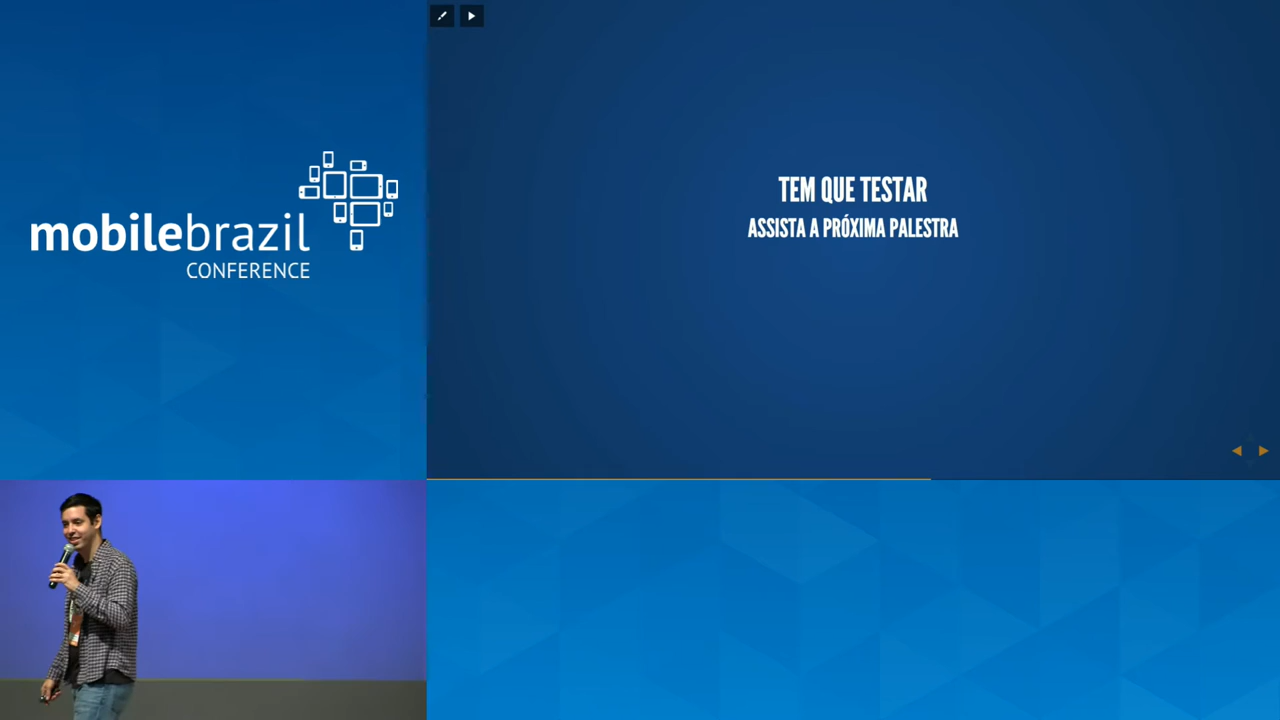 mobilebrazil
CONFERENCE
TEM QUE TESTAR
ASSISTA A PRÓXIMA PALESTRA